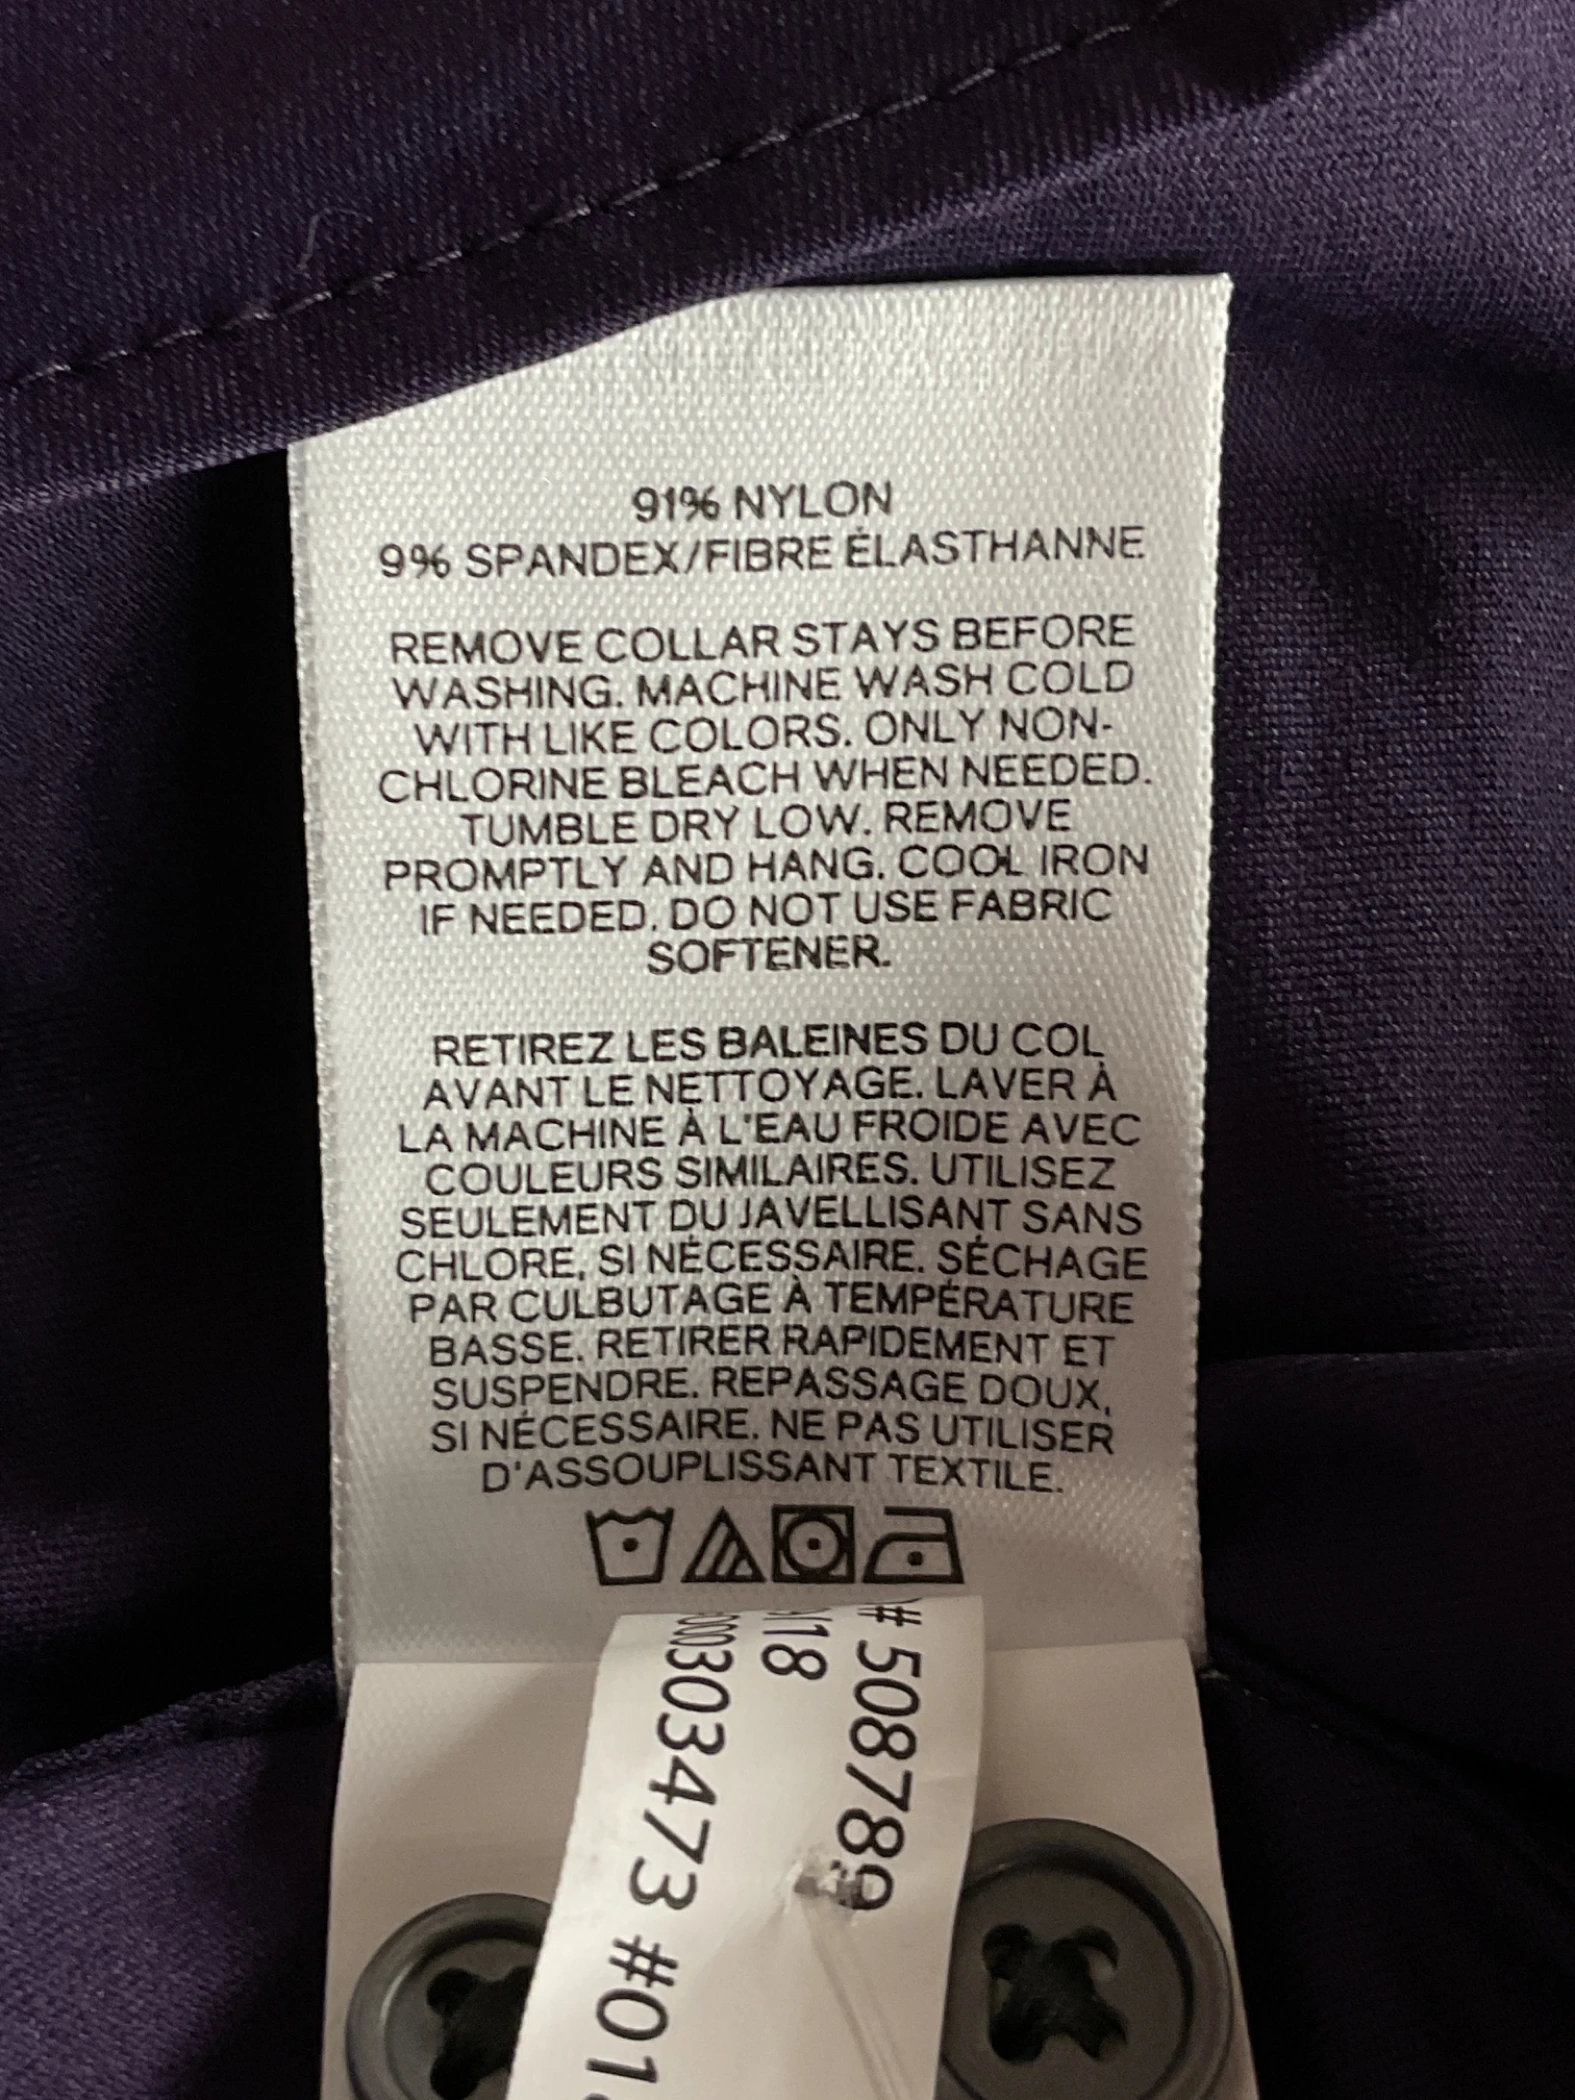 91% NYLON
9% SPANDEX/FIBRE ÉLASTHANNE
REMOVE COLLAR STAYS BEFORE
WASHING. MACHINE WASH COLD
WITH LIKE COLORS. ONLY NON-
CHLORINE BLEACH WHEN NEEDED.
TUMBLE DRY LOW. REMOVE
PROMPTLY AND HANG. COOL IRON
IF NEEDED. DO NOT USE FABRIC
SOFTENER.
RETIREZ LES BALEINES DU COL
AVANT LE NETTOYAGE. LAVER À
LA MACHINE À L'EAU FROIDE AVEC
COULEURS SIMILAIRES. UTILISEZ
SEULEMENT DU JAVELLISANT SANS
CHLORE, SI NÉCESSAIRE. SÉCHAGE
PAR CULBUTAGE À TEMPÉRATURE
BASSE. RETIRER RAPIDEMENT ET
SUSPENDRE. REPASSAGE DOUX,
SI NÉCESSAIRE. NE PAS UTILISER
D'ASSOUPLISSANT TEXTILE.
# 508789
/18